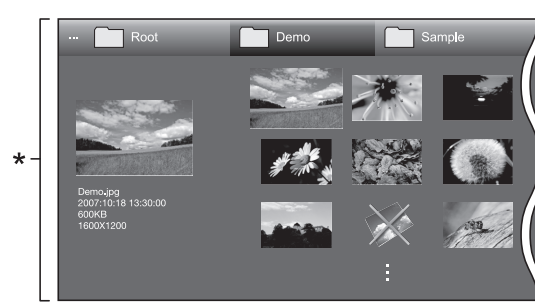 ... Root Demo Sample
*
Demo.jpg
2007:10:18 13:30:00
600KB
1600X1200